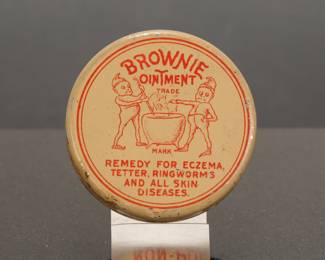 BROWNIE
OINTMENT
TRADE
MARK
REMEDY FOR ECZEMA,
TETTER, RINGWORMS
AND ALL SKIN
DISEASES.